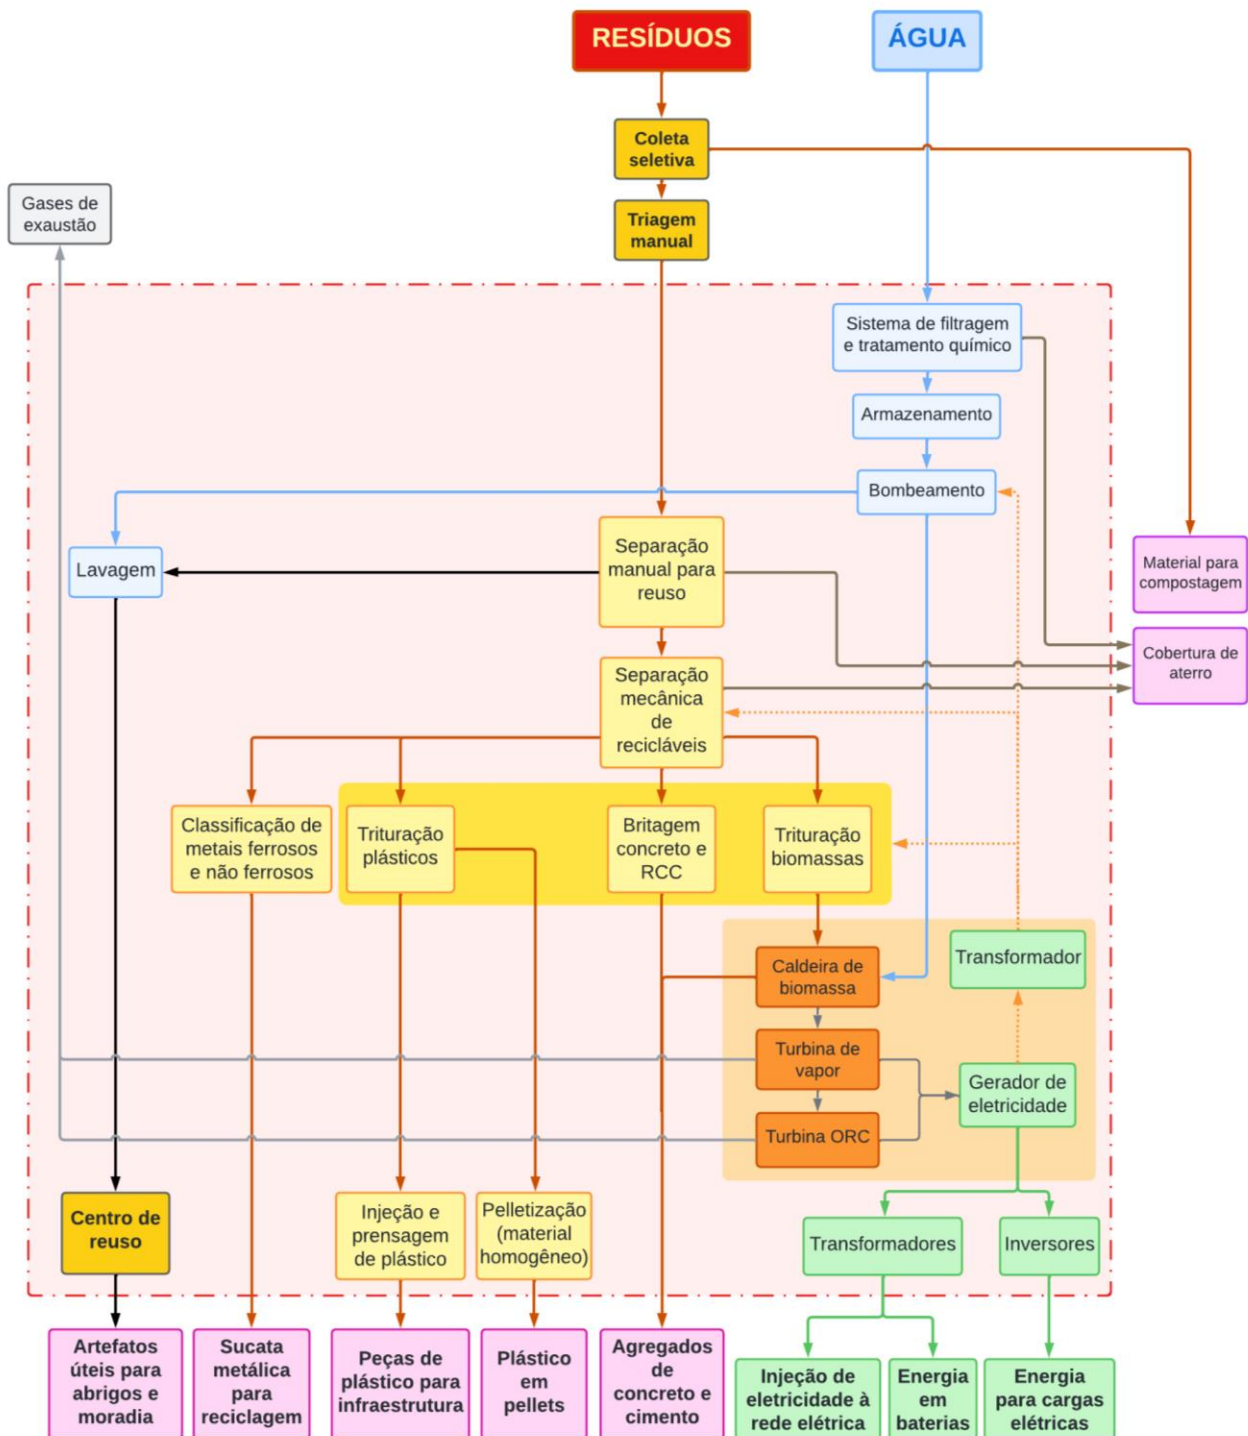 RESÍDUOS
ÁGUA
Coleta
seletiva
Triagem
manual
Gases de
exaustão
Sistema de filtragem
e tratamento químico
Armazenamento
Bombeamento
Lavagem
Separação
manual para
reuso
Material para
compostagem
Cobertura de
aterro
Separação
mecânica
de
recicláveis
Classificação de
metais ferrosos
e não ferrosos
Trituração
plásticos
Britagem
concreto e
RCC
Trituração
biomassas
Caldeira de
biomassa
Transformador
Turbina de
vapor
Gerador de
eletricidade
Turbina ORC
Centro de
reuso
Injeção e
prensagem
de plástico
Pelletização
(material
homogêneo)
Transformadores
Inversores
Artefatos
úteis para
abrigos e
moradia
Sucata
metálica
para
reciclagem
Peças de
plástico para
infraestrutura
Plástico
em
pellets
Agregados
de
concreto e
cimento
Injeção de
eletricidade à
rede elétrica
Energia
em
baterias
Energia
para cargas
elétricas